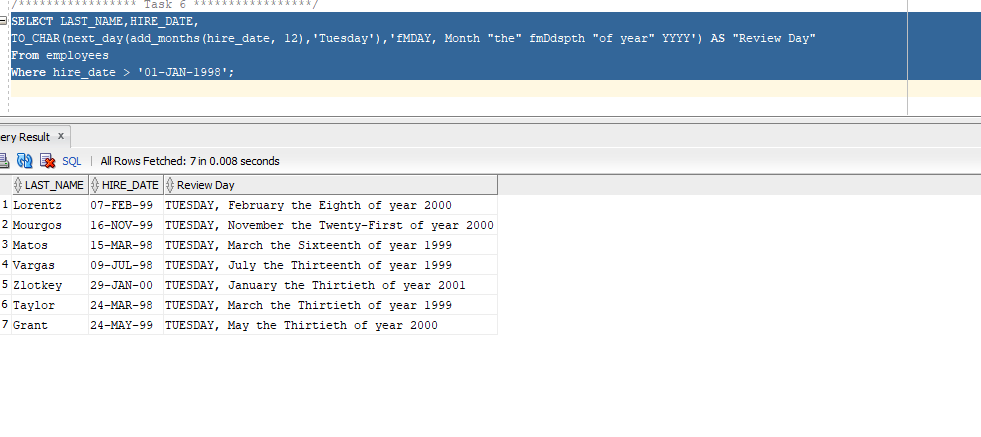 /***************** Task 6 *****************/
SELECT LAST_NAME,HIRE_DATE,
TO_CHAR(next_day(add_months(hire_date, 12),'Tuesday'),'fMDAY, Month "the" fmDdspth "of year" YYYY') AS "Review Day"
From employees
Where hire_date > '01-JAN-1998';
ery Result x
SQL | All Rows Fetched: 7 in 0.008 seconds
LAST_NAME HIRE_DATE Review Day
1 Lorentz 07-FEB-99 TUESDAY, February the Eighth of year 2000
2 Mourgos 16-NOV-99 TUESDAY, November the Twenty-First of year 2000
3 Matos 15-MAR-98 TUESDAY, March the Sixteenth of year 1999
4 Vargas 09-JUL-98 TUESDAY, July the Thirteenth of year 1999
5 Zlotkey 29-JAN-00 TUESDAY, January the Thirtieth of year 2001
6 Taylor 24-MAR-98 TUESDAY, March the Thirtieth of year 1999
7 Grant 24-MAY-99 TUESDAY, May the Thirtieth of year 2000